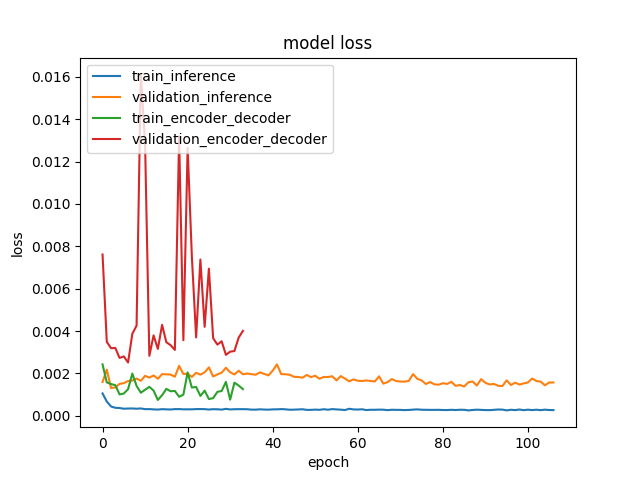 model loss
train_inference
validation_inference
train_encoder_decoder
validation_encoder_decoder
loss
0.016
0.014
0.012
0.010
0.008
0.006
0.004
0.002
0.000
0 20 40 60 80 100
epoch